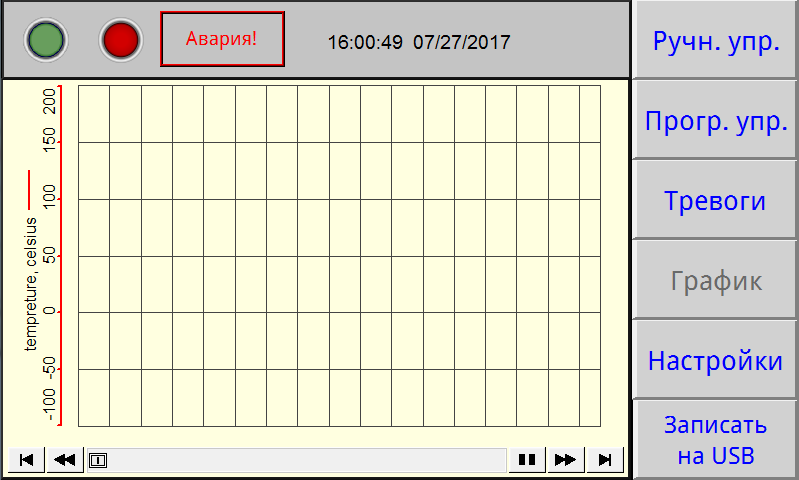 Авария!
16:00:49 07/27/2017
Ручн. упр.
Прогр. упр.
Тревоги
График
Настройки
Записать
на USB
200
150
100
50
0
-50
-100
tempreture, celsius